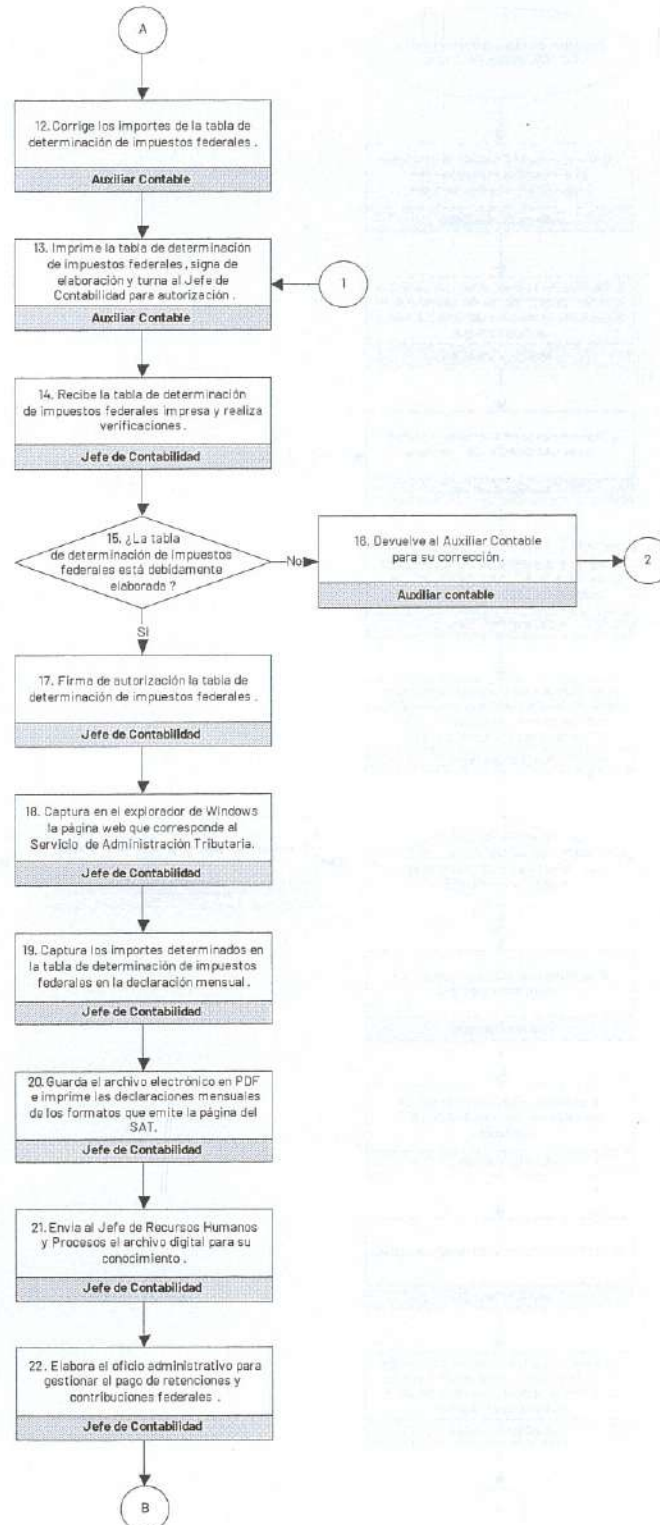 A
12. Corrige los importes de la tabla de
determinación de impuestos federales .
Auxiliar Contable
13. Imprime la tabla de determinación
de impuestos federales , signa de
elaboración y turna al Jefe de
Contabilidad para autorización .
Auxiliar Contable
1
14. Recibe la tabla de determinación
de impuestos federales impresa y realiza
verificaciones .
Jefe de Contabilidad
15. ¿La tabla
de determinación de Impuestos
federales está debidamente
elaborada ?
No
16. Devuelve al Auxiliar Contable
para su corrección .
Auxiliar contable
2
Sí
17. Firma de autorización la tabla de
determinación de impuestos federales .
Jefe de Contabilidad
18. Captura en el explorador de Windows
la página web que corresponde al
Servicio de Administración Tributaria.
Jefe de Contabilidad
19. Captura los importes determinados en
la tabla de determinación de impuestos
federales en la declaración mensual .
Jefe de Contabilidad
20. Guarda el archivo electrónico en PDF
e imprime las declaraciones mensuales
de los formatos que emite la página del
SAT.
Jefe de Contabilidad
21. Envía al Jefe de Recursos Humanos
y Procesos el archivo digital para su
conocimiento .
Jefe de Contabilidad
22. Elabora el oficio administrativo para
gestionar el pago de retenciones y
contribuciones federales .
Jefe de Contabilidad
B